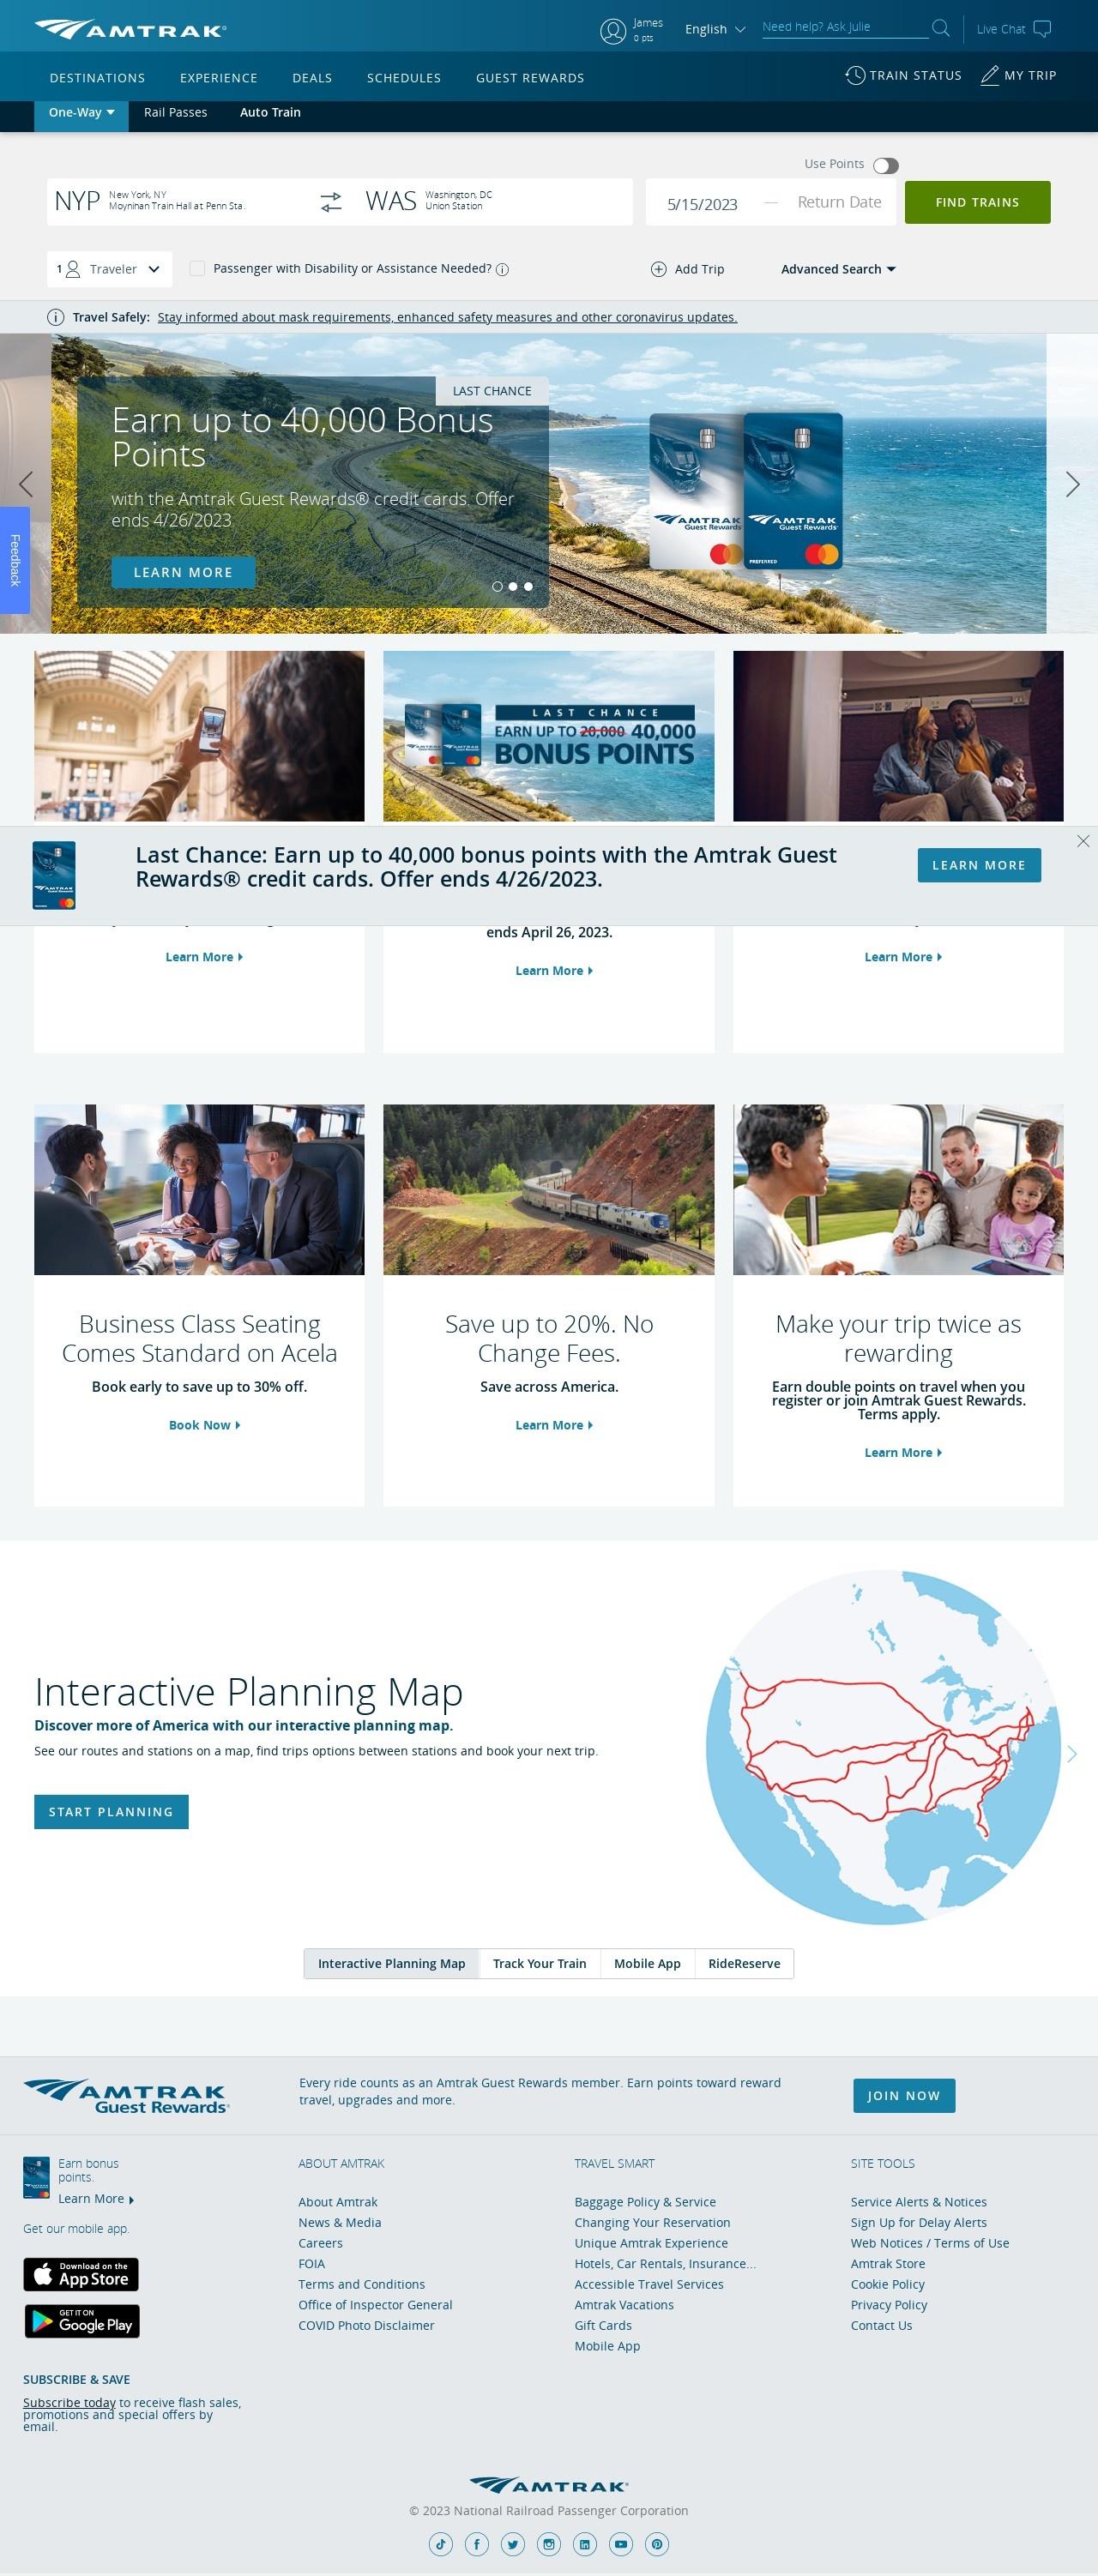 AMTRAK
James
0 pts
English
Need help? Ask Julie
Live Chat
DESTINATIONS
EXPERIENCE
DEALS
SCHEDULES
GUEST REWARDS
TRAIN STATUS
MY TRIP
One-Way
Rail Passes
Auto Train
Use Points
NYP
New York, NY
Moynihan Train Hall at Penn Sta.
WAS
Washington, DC
Union Station
5/15/2023
Return Date
FIND TRAINS
1
Traveler
Passenger with Disability or Assistance Needed?
Add Trip
Advanced Search
Travel Safely: Stay informed about mask requirements, enhanced safety measures and other coronavirus updates.
LAST CHANCE
Earn up to 40,000 Bonus
Points
with the Amtrak Guest Rewards® credit cards. Offer
ends 4/26/2023.
LEARN MORE
AMTRAK
Guest Rewards
AMTRAK
Guest Rewards
PREFERRED
Feedback
LAST CHANCE
EARN UP TO 20,000 40,000
BONUS POINTS
Last Chance: Earn up to 40,000 bonus points with the Amtrak Guest
Rewards® credit cards. Offer ends 4/26/2023.
LEARN MORE
ends April 26, 2023.
Learn More
Learn More
Learn More
Business Class Seating
Comes Standard on Acela
Book early to save up to 30% off.
Book Now
Save up to 20%. No
Change Fees.
Save across America.
Learn More
Make your trip twice as
rewarding
Earn double points on travel when you
register or join Amtrak Guest Rewards.
Terms apply.
Learn More
Interactive Planning Map
Discover more of America with our interactive planning map.
See our routes and stations on a map, find trips options between stations and book your next trip.
START PLANNING
Interactive Planning Map
Track Your Train
Mobile App
RideReserve
AMTRAK
Guest Rewards®
Every ride counts as an Amtrak Guest Rewards member. Earn points toward reward
travel, upgrades and more.
JOIN NOW
Earn bonus
points.
Learn More
Get our mobile app.
Download on the
App Store
GET IT ON
Google Play
SUBSCRIBE & SAVE
Subscribe today to receive flash sales,
promotions and special offers by
email.
ABOUT AMTRAK
About Amtrak
News & Media
Careers
FOIA
Terms and Conditions
Office of Inspector General
COVID Photo Disclaimer
TRAVEL SMART
Baggage Policy & Service
Changing Your Reservation
Unique Amtrak Experience
Hotels, Car Rentals, Insurance...
Accessible Travel Services
Amtrak Vacations
Gift Cards
Mobile App
SITE TOOLS
Service Alerts & Notices
Sign Up for Delay Alerts
Web Notices / Terms of Use
Amtrak Store
Cookie Policy
Privacy Policy
Contact Us
AMTRAK®
© 2023 National Railroad Passenger Corporation